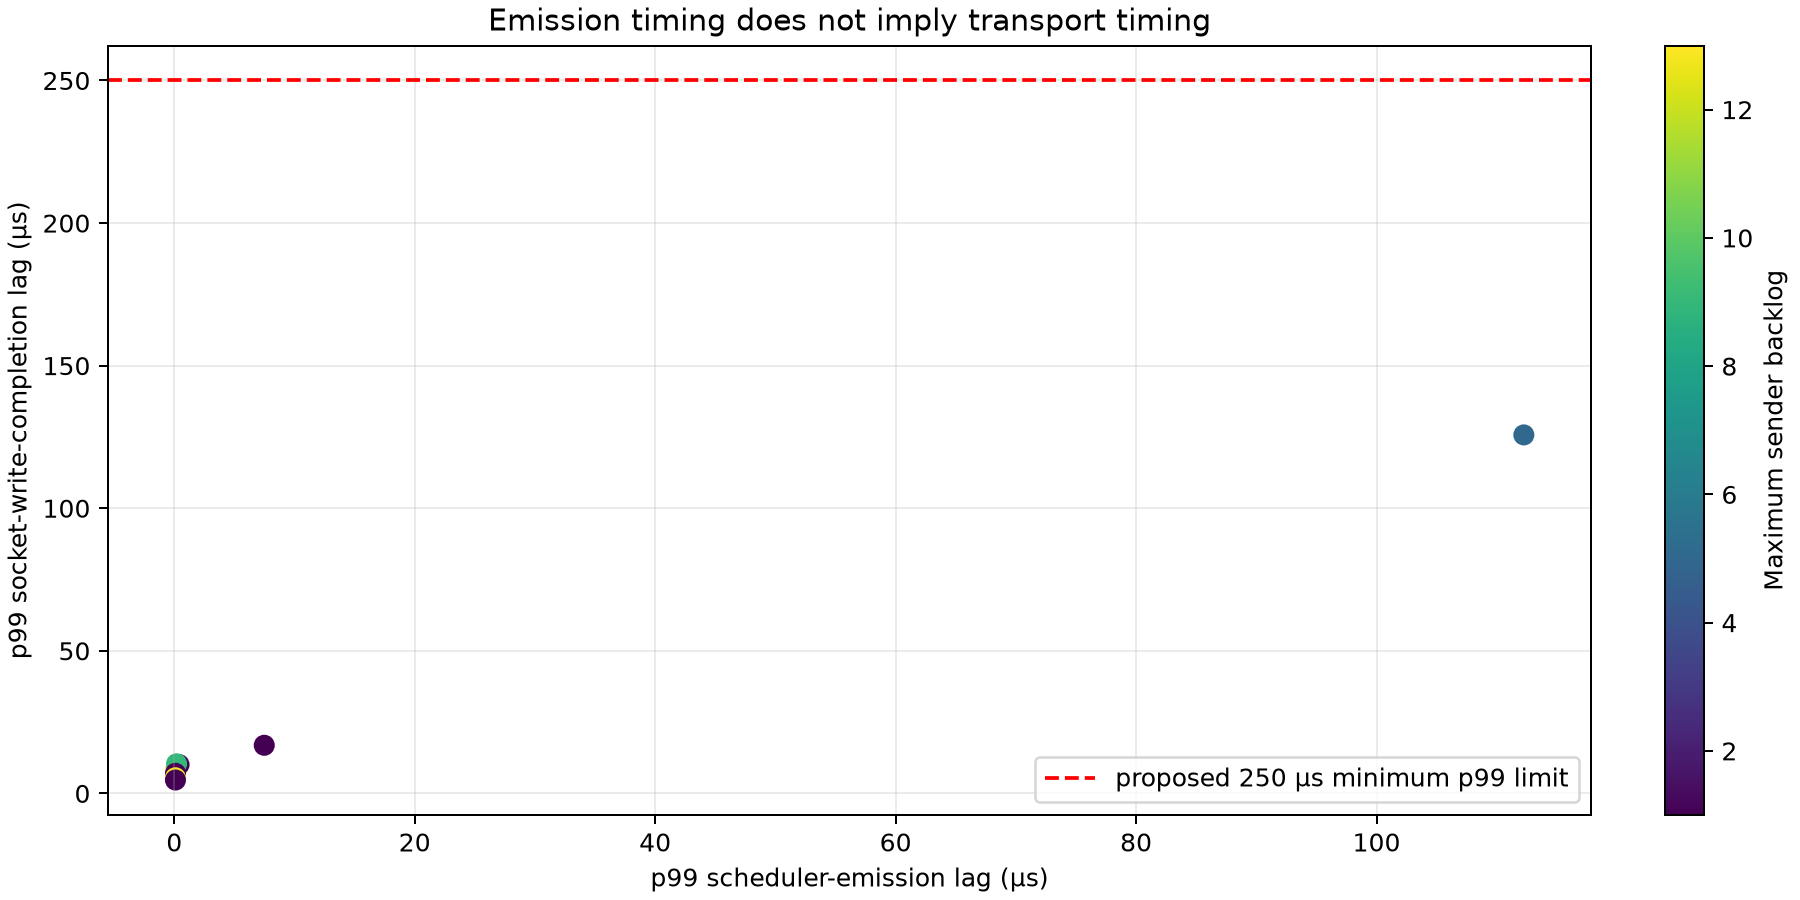 Emission timing does not imply transport timing
p99 socket-write-completion lag (µs)
250
200
150
100
50
0
0 20 40 60 80 100
p99 scheduler-emission lag (µs)
proposed 250 µs minimum p99 limit
12
10
8
6
4
2
Maximum sender backlog